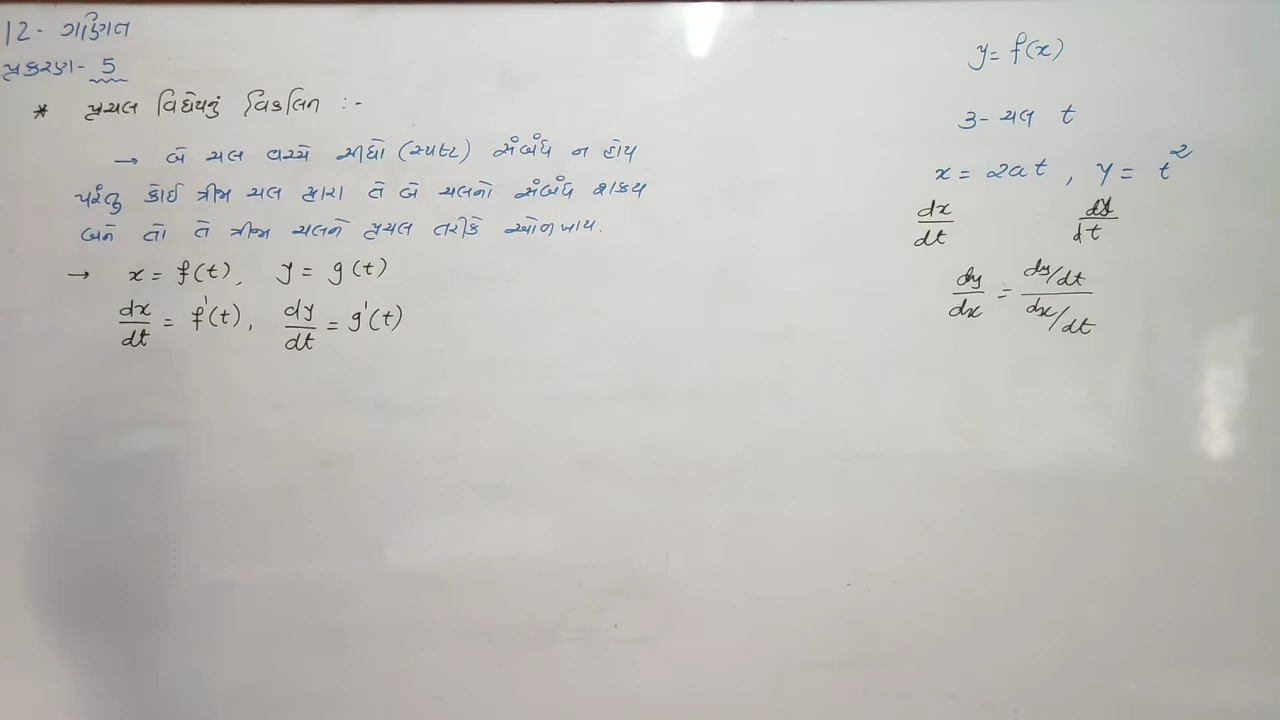 12- ગણિત
પ્રકરણ- 5
* પ્રચલ વિધેયનું વિકલન :-
→ બે ચલ વચ્ચે સીધો (સ્પષ્ટ) સંબંધ ન હોય
પરંતુ કોઈ ત્રીજા ચલ દ્વારા તે બે ચલનો સંબંધ શક્ય
બને તો તે ત્રીજા ચલને પ્રચલ તરીકે ઓળખાય.
→ x = f(t), y = g(t)
dx/dt = f'(t), dy/dt = g'(t)
y = f(x)
3- ચલ t
x = 2at, y = t²
dx/dt dy/dt
dy/dx = (dy/dt)/(dx/dt)